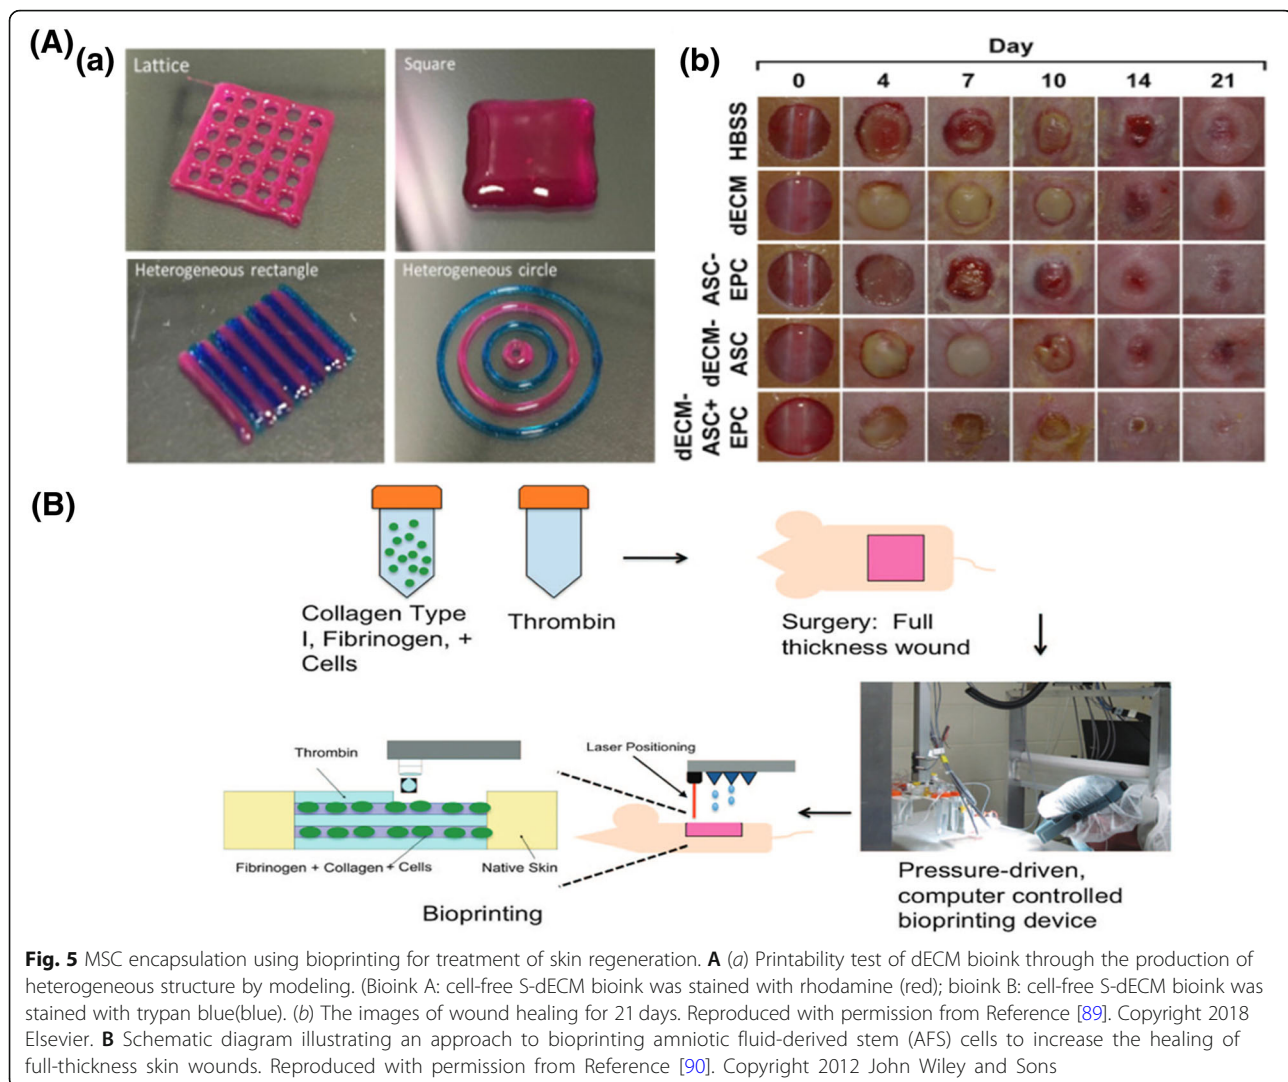 (A)
(a)
Lattice
Square
Heterogeneous rectangle
Heterogeneous circle
(b)
Day
0 4 7 10 14 21
HBSS
dECM
ASC-
EPC
dECM-
ASC
dECM-
ASC+
EPC
(B)
Collagen Type
I, Fibrinogen, +
Cells
Thrombin
Surgery: Full
thickness wound
Pressure-driven,
computer controlled
bioprinting device
Laser Positioning
Thrombin
Fibrinogen + Collagen + Cells
Native Skin
Bioprinting
Fig. 5 MSC encapsulation using bioprinting for treatment of skin regeneration. A (a) Printability test of dECM bioink through the production of
heterogeneous structure by modeling. (Bioink A: cell-free S-dECM bioink was stained with rhodamine (red); bioink B: cell-free S-dECM bioink was
stained with trypan blue(blue). (b) The images of wound healing for 21 days. Reproduced with permission from Reference [89]. Copyright 2018
Elsevier. B Schematic diagram illustrating an approach to bioprinting amniotic fluid-derived stem (AFS) cells to increase the healing of
full-thickness skin wounds. Reproduced with permission from Reference [90]. Copyright 2012 John Wiley and Sons